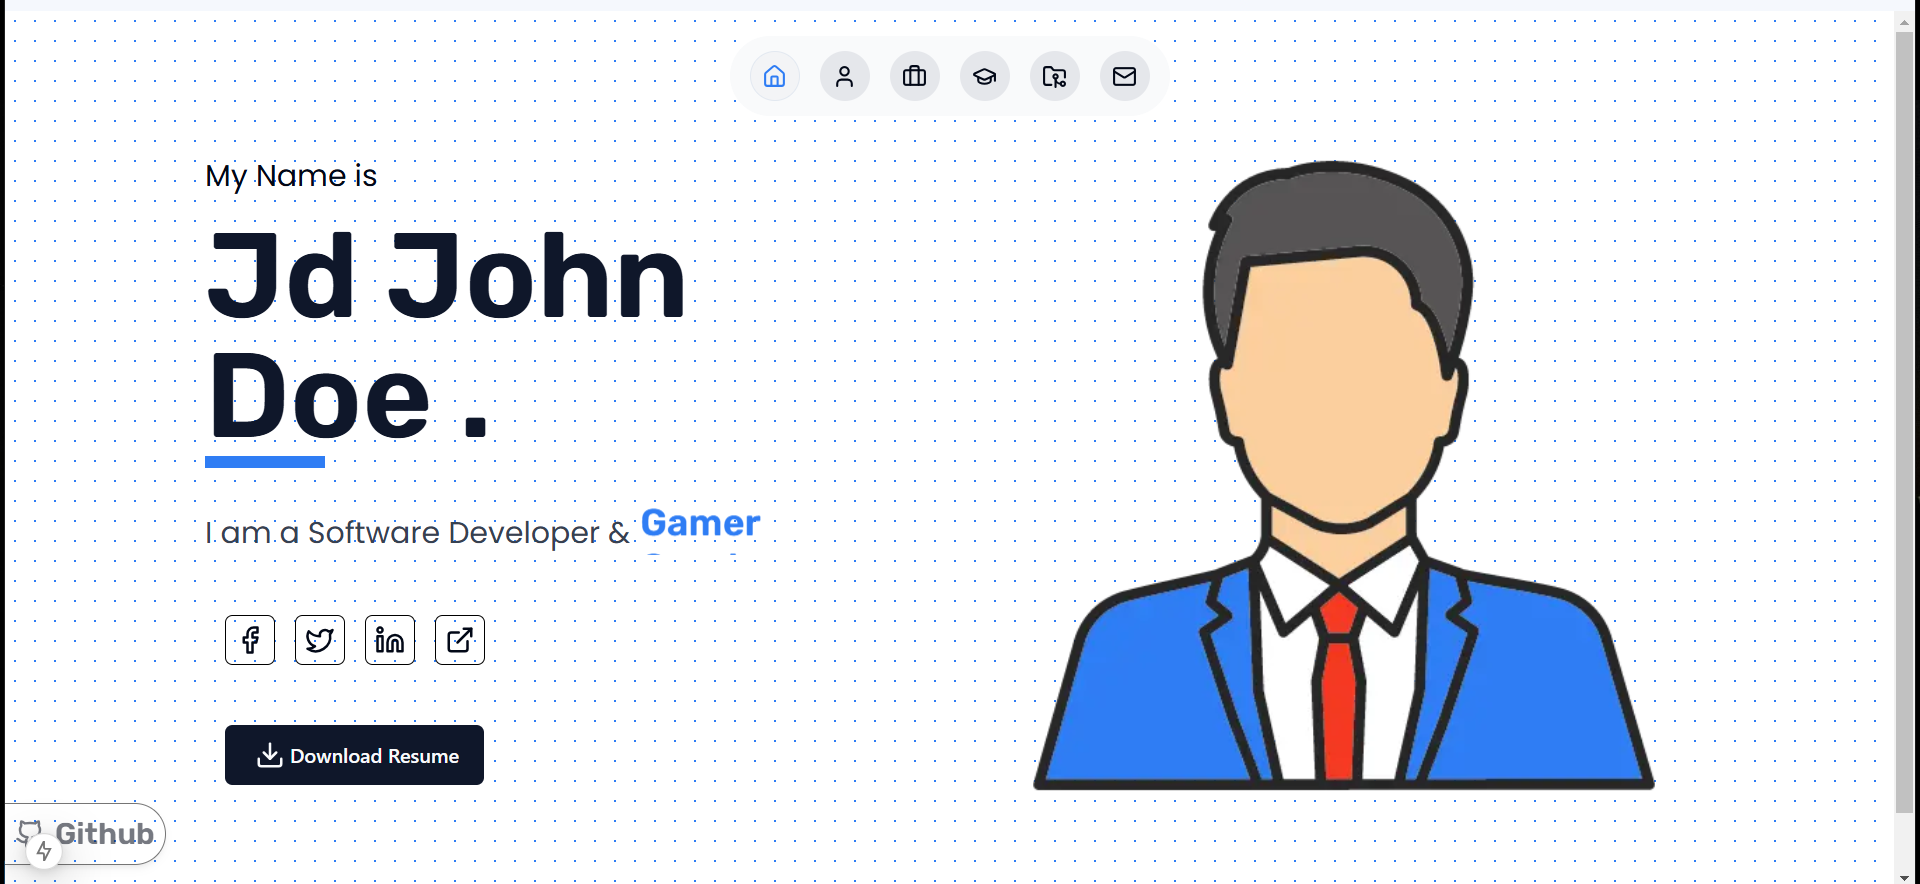 My Name is
Jd John
Doe .
I am a Software Developer & Gamer
Download Resume
Github